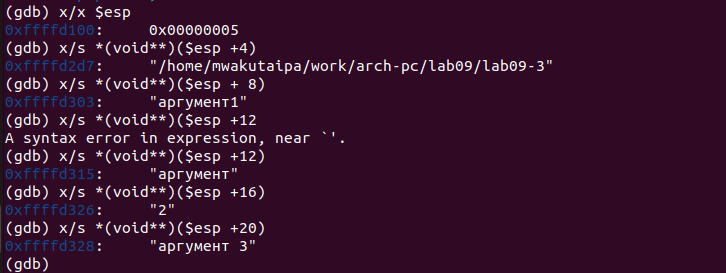 (gdb) x/x $esp
0xffffd100:     0x00000005
(gdb) x/s *(void**)($esp +4)
0xffffd2d7:     "/home/mwakutaipa/work/arch-pc/lab09/lab09-3"
(gdb) x/s *(void**)($esp + 8)
0xffffd303:     "аргумент1"
(gdb) x/s *(void**)($esp +12
A syntax error in expression, near `'.
(gdb) x/s *(void**)($esp +12)
0xffffd315:     "аргумент"
(gdb) x/s *(void**)($esp +16)
0xffffd326:     "2"
(gdb) x/s *(void**)($esp +20)
0xffffd328:     "аргумент 3"
(gdb)